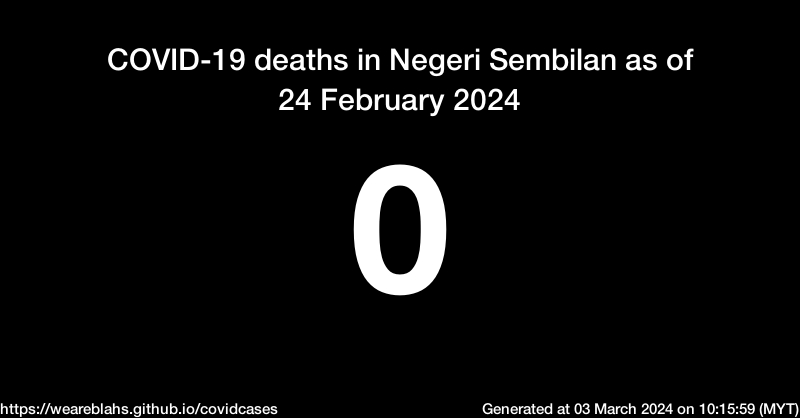 COVID-19 deaths in Negeri Sembilan as of
24 February 2024
0
https://weareblahs.github.io/covidcases
Generated at 03 March 2024 on 10:15:59 (MYT)